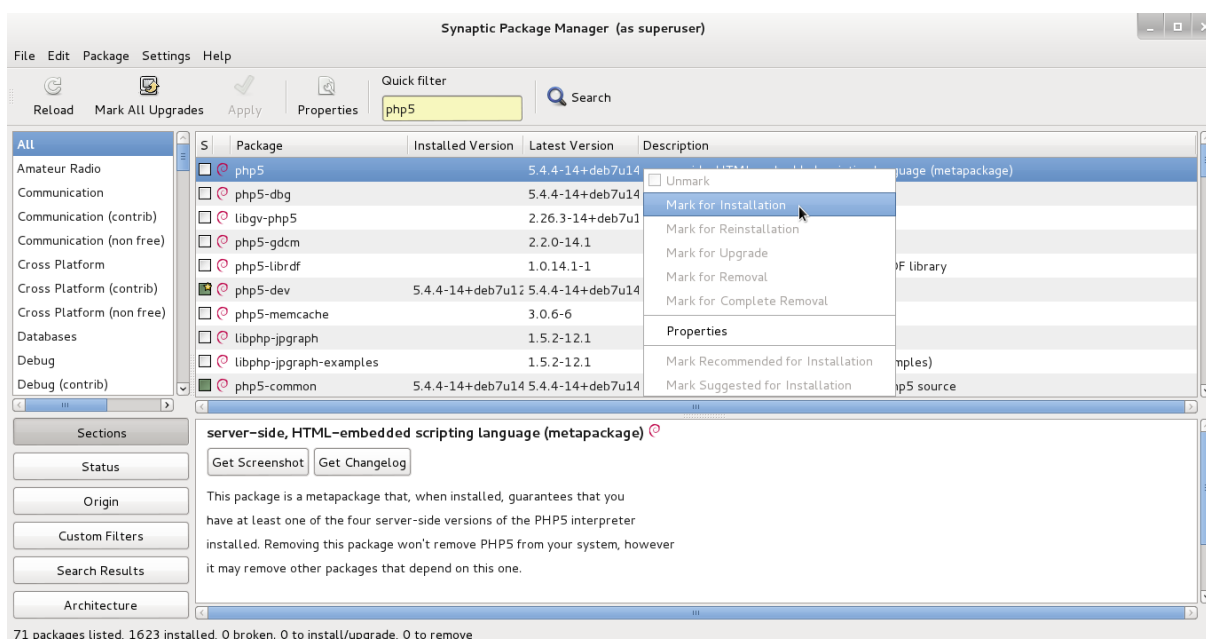 Synaptic Package Manager (as superuser)
File Edit Package Settings Help
Reload Mark All Upgrades Apply Properties Quick filter php5 Search
All
Amateur Radio
Communication
Communication (contrib)
Communication (non free)
Cross Platform
Cross Platform (contrib)
Cross Platform (non free)
Databases
Debug
Debug (contrib)
S Package Installed Version Latest Version Description
php5 5.4.4-14+deb7u14 guage (metapackage)
php5-dbg 5.4.4-14+deb7u14
libgv-php5 2.26.3-14+deb7u1
php5-gdcm 2.2.0-14.1
php5-librdf 1.0.14.1-1 F library
php5-dev 5.4.4-14+deb7u12 5.4.4-14+deb7u14
php5-memcache 3.0.6-6
libphp-jpgraph 1.5.2-12.1
libphp-jpgraph-examples 1.5.2-12.1 mples)
php5-common 5.4.4-14+deb7u14 5.4.4-14+deb7u14 p5 source
Unmark
Mark for Installation
Mark for Reinstallation
Mark for Upgrade
Mark for Removal
Mark for Complete Removal
Properties
Mark Recommended for Installation
Mark Suggested for Installation
Sections
Status
Origin
Custom Filters
Search Results
Architecture
server-side, HTML-embedded scripting language (metapackage)
Get Screenshot Get Changelog
This package is a metapackage that, when installed, guarantees that you
have at least one of the four server-side versions of the PHP5 interpreter
installed. Removing this package won't remove PHP5 from your system, however
it may remove other packages that depend on this one.
71 packages listed, 1623 installed, 0 broken. 0 to install/upgrade, 0 to remove